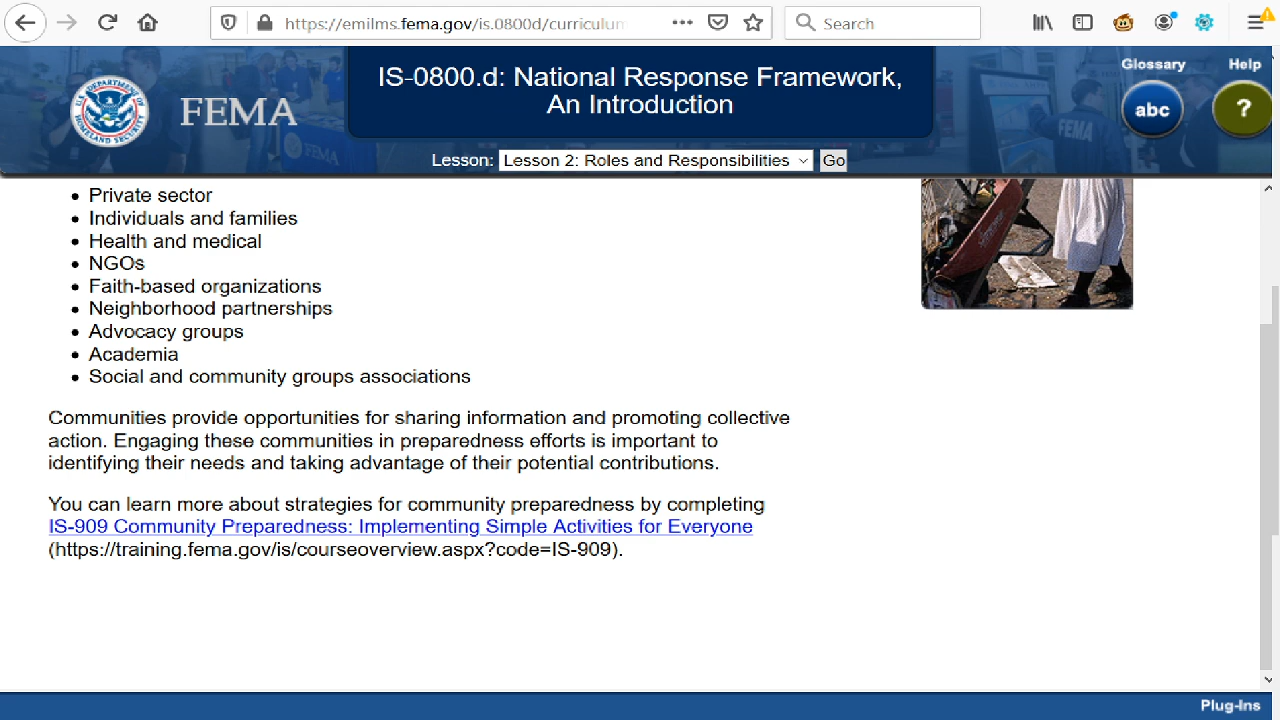 https://emilms.fema.gov/is.0800d/curriculum
Search
FEMA
IS-0800.d: National Response Framework,
An Introduction
Glossary
Help
abc
?
Lesson: Lesson 2: Roles and Responsibilities Go
• Private sector
• Individuals and families
• Health and medical
• NGOs
• Faith-based organizations
• Neighborhood partnerships
• Advocacy groups
• Academia
• Social and community groups associations
Communities provide opportunities for sharing information and promoting collective
action. Engaging these communities in preparedness efforts is important to
identifying their needs and taking advantage of their potential contributions.
You can learn more about strategies for community preparedness by completing
IS-909 Community Preparedness: Implementing Simple Activities for Everyone
(https://training.fema.gov/is/courseoverview.aspx?code=IS-909).
Plug-Ins